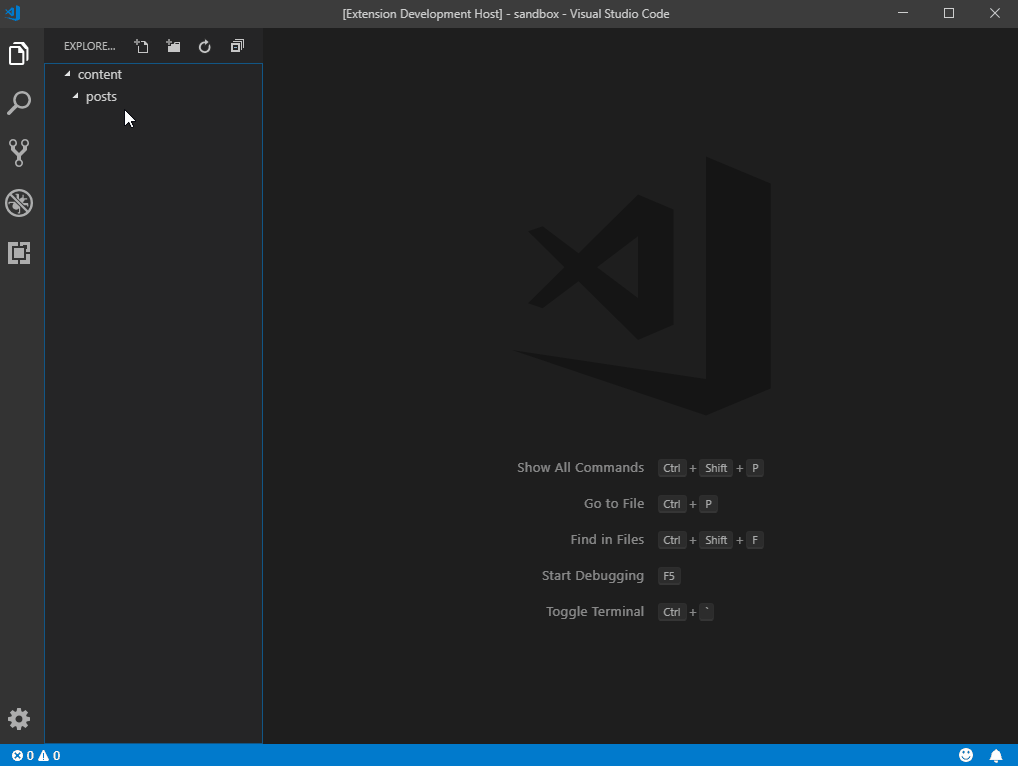 [Extension Development Host] - sandbox - Visual Studio Code
EXPLORE...
content
posts
Show All Commands Ctrl + Shift + P
Go to File Ctrl + P
Find in Files Ctrl + Shift + F
Start Debugging F5
Toggle Terminal Ctrl + `
0 0